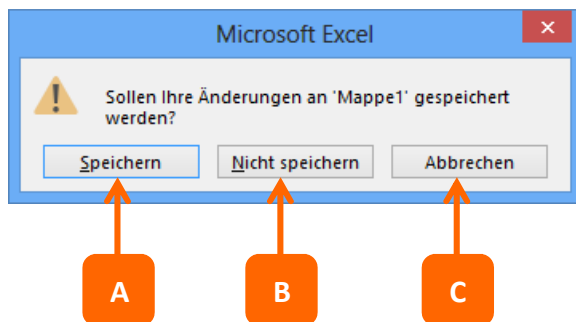 Microsoft Excel
Sollen Ihre Änderungen an 'Mappe1' gespeichert
werden?
Speichern Nicht speichern Abbrechen
A B C